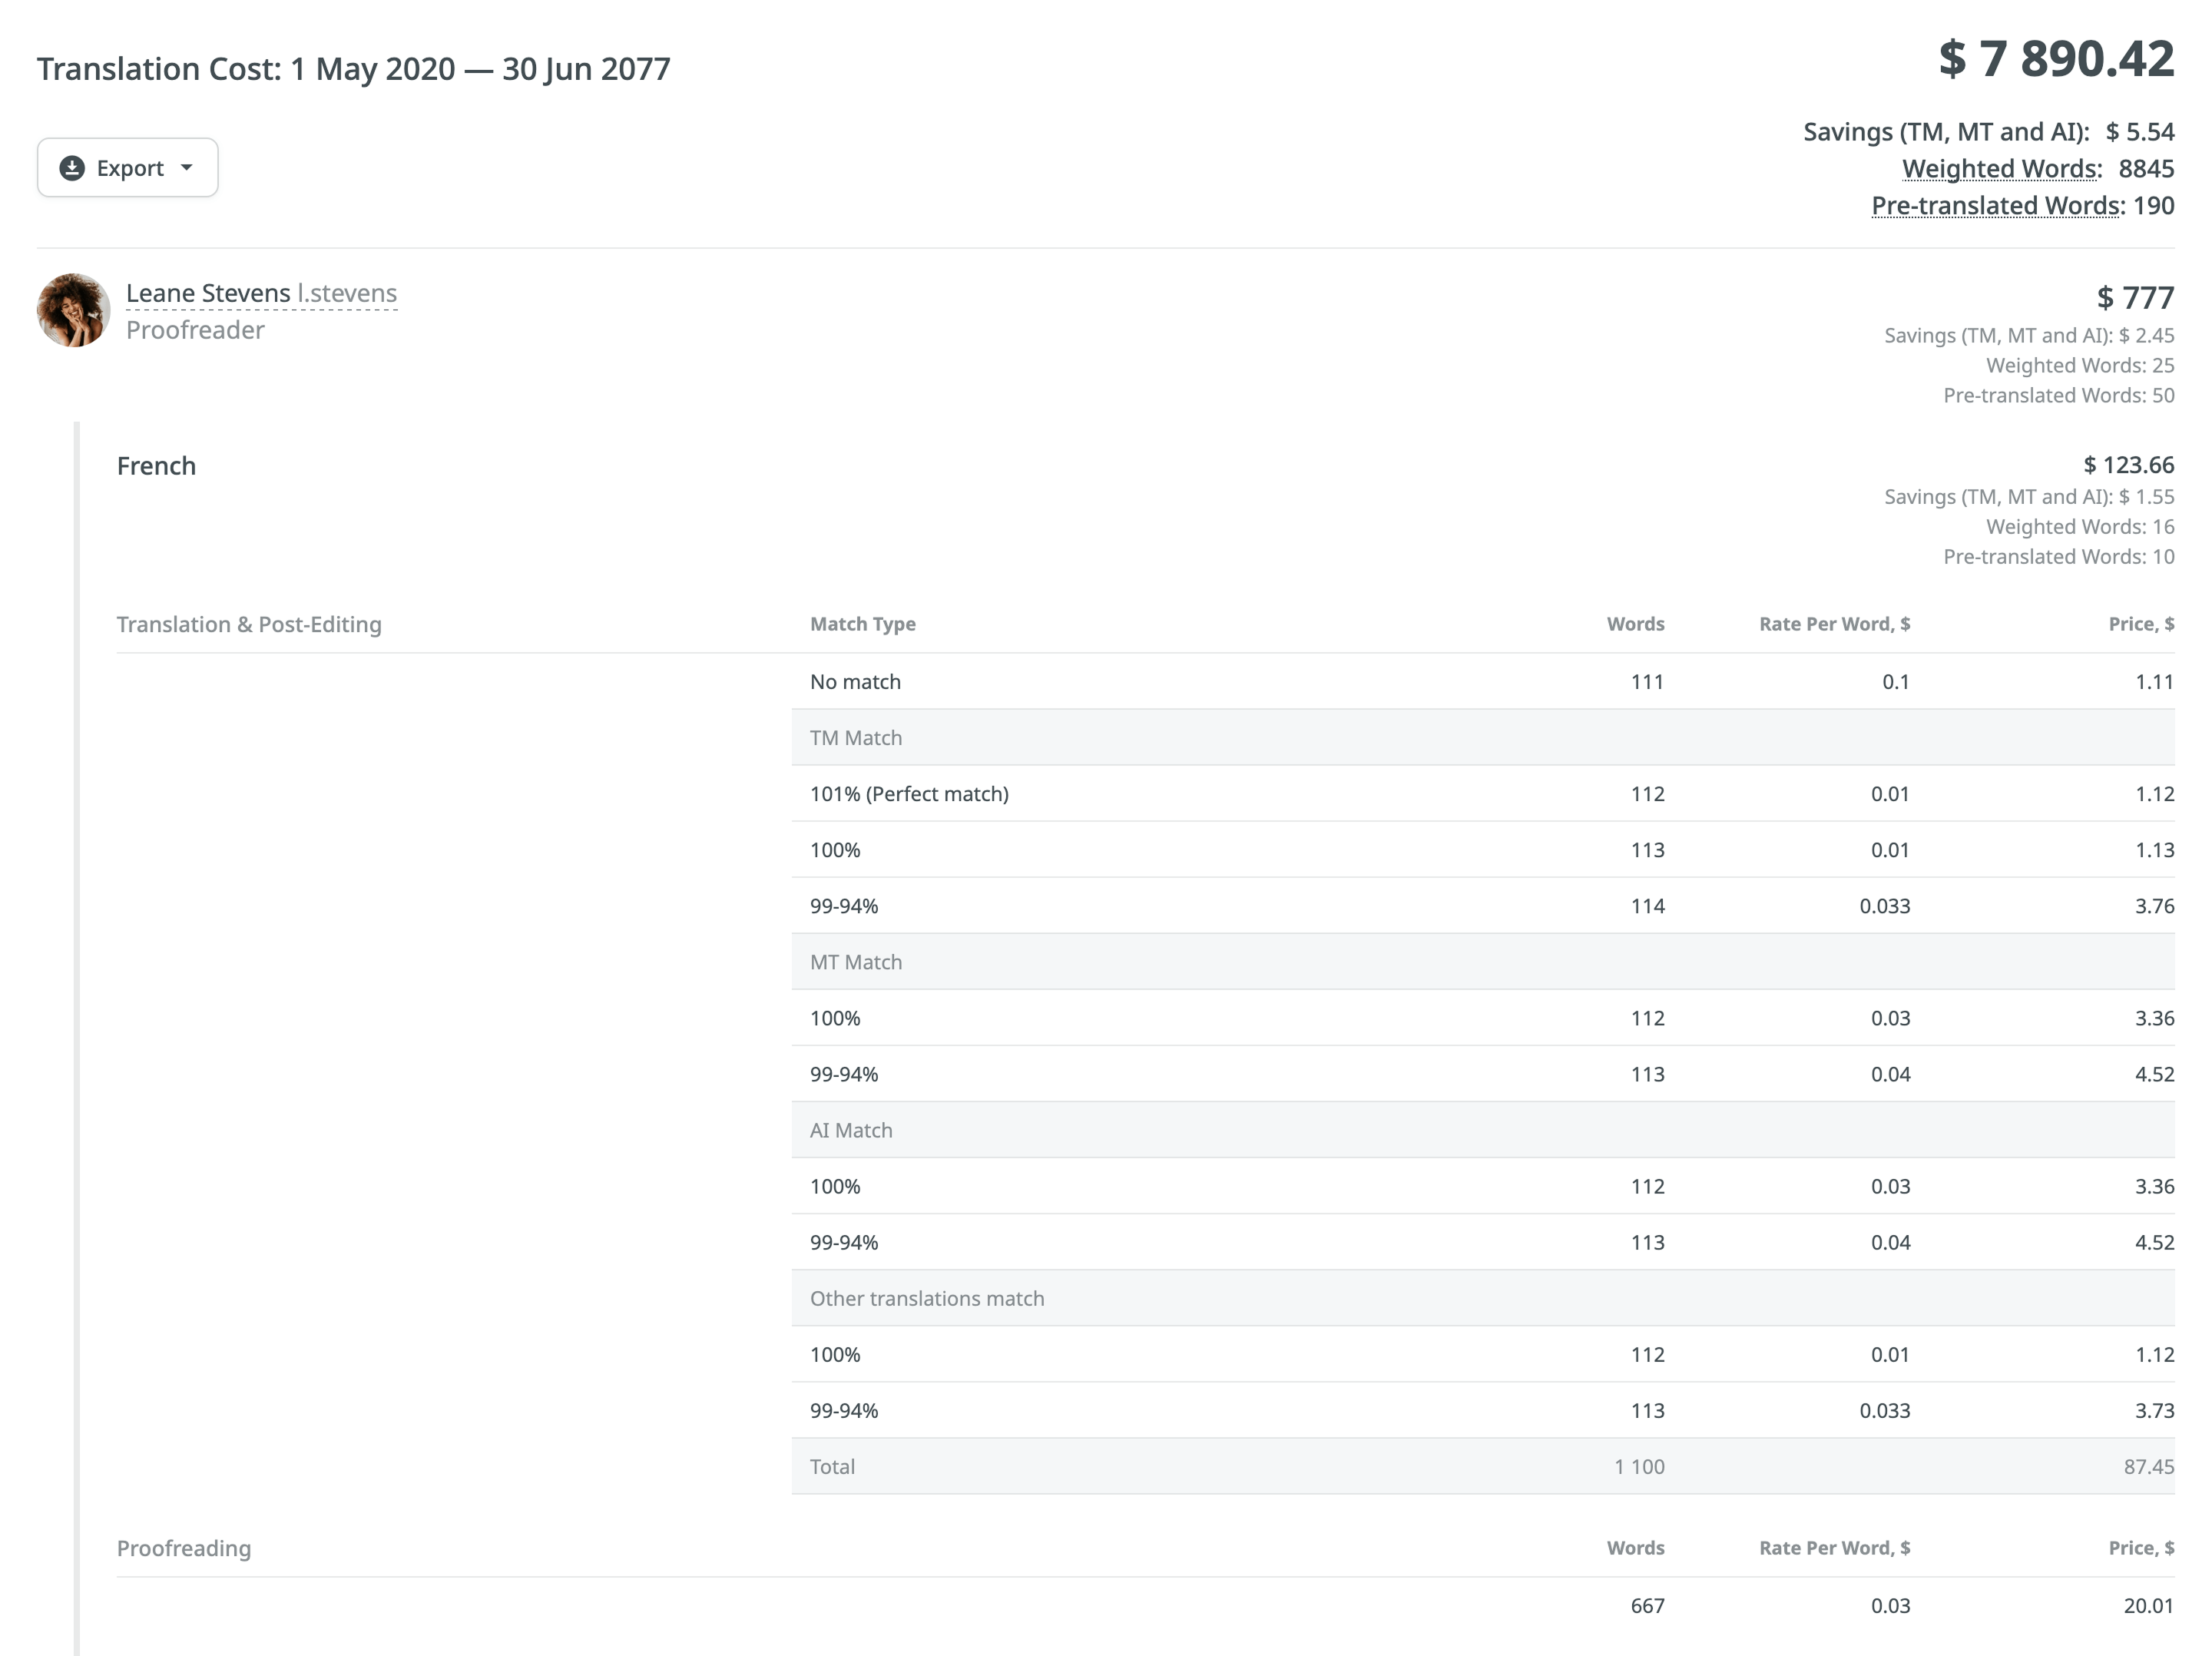 Translation Cost: 1 May 2020 — 30 Jun 2077
$ 7 890.42
Export
Savings (TM, MT and AI): $ 5.54
Weighted Words: 8845
Pre-translated Words: 190
Leane Stevens l.stevens
Proofreader
$ 777
Savings (TM, MT and AI): $ 2.45
Weighted Words: 25
Pre-translated Words: 50
French
$ 123.66
Savings (TM, MT and AI): $ 1.55
Weighted Words: 16
Pre-translated Words: 10
Translation & Post-Editing Match Type Words Rate Per Word, $ Price, $
No match 111 0.1 1.11
TM Match
101% (Perfect match) 112 0.01 1.12
100% 113 0.01 1.13
99-94% 114 0.033 3.76
MT Match
100% 112 0.03 3.36
99-94% 113 0.04 4.52
AI Match
100% 112 0.03 3.36
99-94% 113 0.04 4.52
Other translations match
100% 112 0.01 1.12
99-94% 113 0.033 3.73
Total 1 100 87.45
Proofreading Words Rate Per Word, $ Price, $
667 0.03 20.01